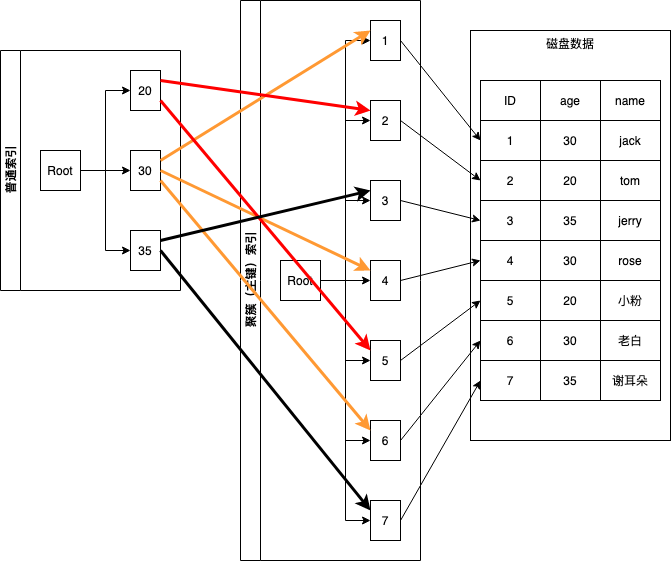 普通索引
Root
20
30
35
聚簇（主键）索引
Root
1
2
3
4
5
6
7
磁盘数据
ID age name
1 30 jack
2 20 tom
3 35 jerry
4 30 rose
5 20 小粉
6 30 老白
7 35 谢耳朵